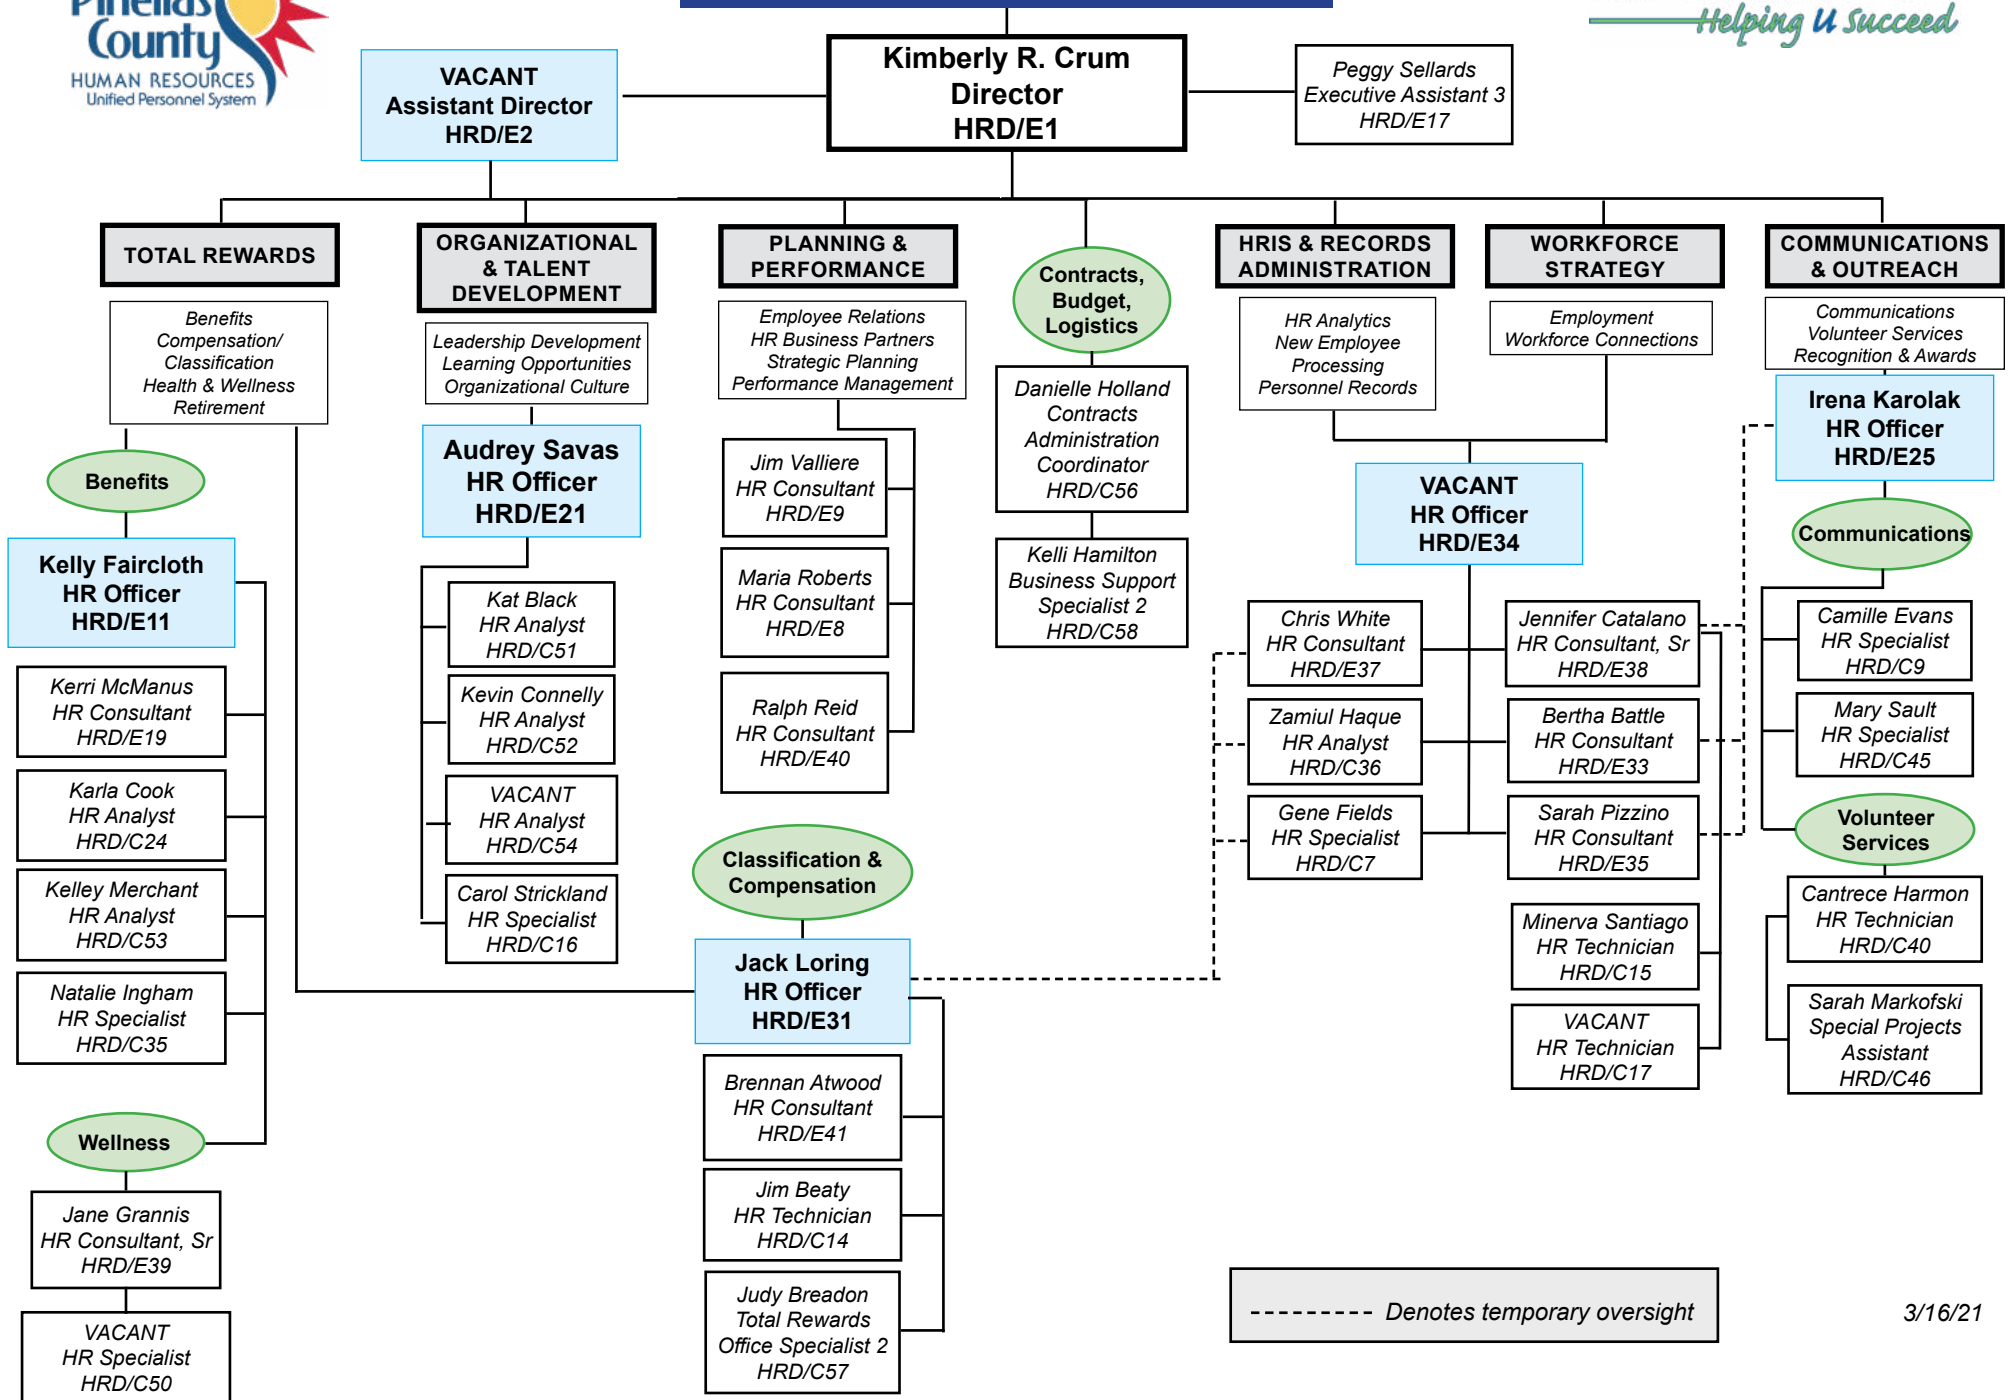 Pinellas
County
HUMAN RESOURCES
Unified Personnel System
Helping U Succeed
VACANT
Assistant Director
HRD/E2
Kimberly R. Crum
Director
HRD/E1
Peggy Sellards
Executive Assistant 3
HRD/E17
TOTAL REWARDS
Benefits
Compensation/
Classification
Health & Wellness
Retirement
Benefits
Kelly Faircloth
HR Officer
HRD/E11
Kerri McManus
HR Consultant
HRD/E19
Karla Cook
HR Analyst
HRD/C24
Kelley Merchant
HR Analyst
HRD/C53
Natalie Ingham
HR Specialist
HRD/C35
Wellness
Jane Grannis
HR Consultant, Sr
HRD/E39
VACANT
HR Specialist
HRD/C50
ORGANIZATIONAL
& TALENT
DEVELOPMENT
Leadership Development
Learning Opportunities
Organizational Culture
Audrey Savas
HR Officer
HRD/E21
Kat Black
HR Analyst
HRD/C51
Kevin Connelly
HR Analyst
HRD/C52
VACANT
HR Analyst
HRD/C54
Carol Strickland
HR Specialist
HRD/C16
PLANNING &
PERFORMANCE
Employee Relations
HR Business Partners
Strategic Planning
Performance Management
Jim Valliere
HR Consultant
HRD/E9
Maria Roberts
HR Consultant
HRD/E8
Ralph Reid
HR Consultant
HRD/E40
Classification &
Compensation
Jack Loring
HR Officer
HRD/E31
Brennan Atwood
HR Consultant
HRD/E41
Jim Beaty
HR Technician
HRD/C14
Judy Breadon
Total Rewards
Office Specialist 2
HRD/C57
Contracts,
Budget,
Logistics
Danielle Holland
Contracts
Administration
Coordinator
HRD/C56
Kelli Hamilton
Business Support
Specialist 2
HRD/C58
HRIS & RECORDS
ADMINISTRATION
HR Analytics
New Employee
Processing
Personnel Records
WORKFORCE
STRATEGY
Employment
Workforce Connections
VACANT
HR Officer
HRD/E34
Chris White
HR Consultant
HRD/E37
Zamiul Haque
HR Analyst
HRD/C36
Gene Fields
HR Specialist
HRD/C7
Jennifer Catalano
HR Consultant, Sr
HRD/E38
Bertha Battle
HR Consultant
HRD/E33
Sarah Pizzino
HR Consultant
HRD/E35
Minerva Santiago
HR Technician
HRD/C15
VACANT
HR Technician
HRD/C17
COMMUNICATIONS
& OUTREACH
Communications
Volunteer Services
Recognition & Awards
Irena Karolak
HR Officer
HRD/E25
Communications
Camille Evans
HR Specialist
HRD/C9
Mary Sault
HR Specialist
HRD/C45
Volunteer
Services
Cantrece Harmon
HR Technician
HRD/C40
Sarah Markofski
Special Projects
Assistant
HRD/C46
Denotes temporary oversight
3/16/21